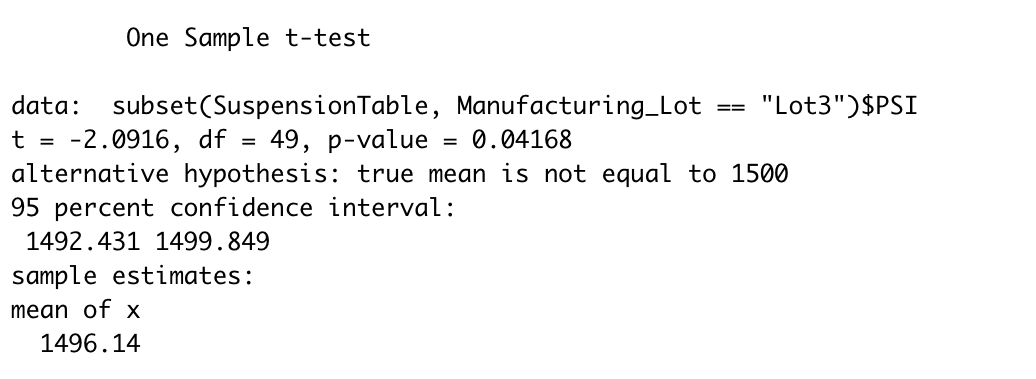 One Sample t-test
data:  subset(SuspensionTable, Manufacturing_Lot == "Lot3")$PSI
t = -2.0916, df = 49, p-value = 0.04168
alternative hypothesis: true mean is not equal to 1500
95 percent confidence interval:
1492.431 1499.849
sample estimates:
mean of x
1496.14